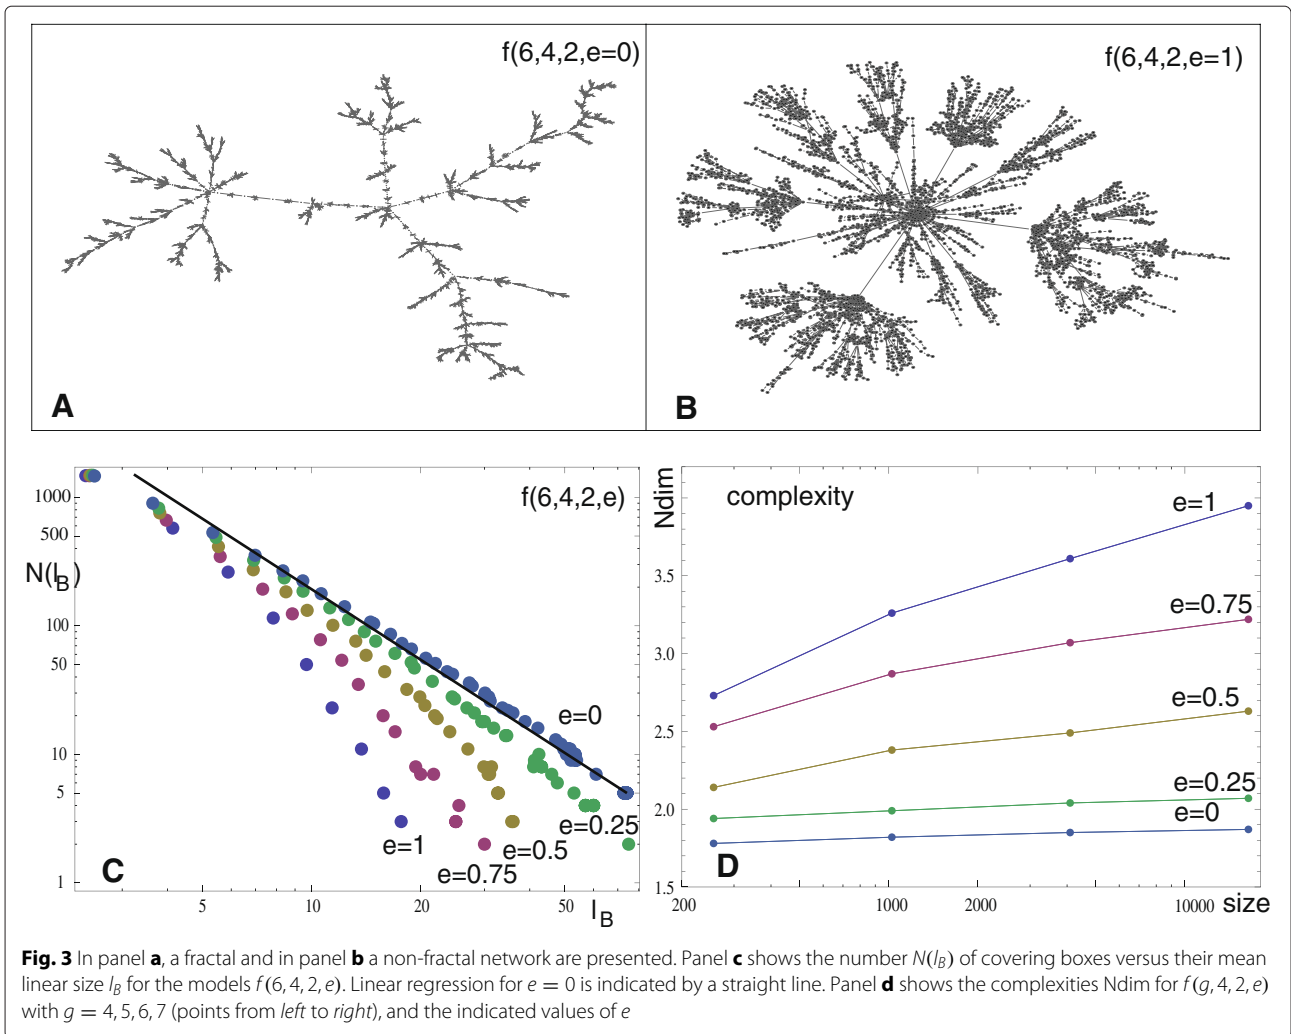 f(6,4,2,e=0)
A
f(6,4,2,e=1)
B
f(6,4,2,e)
1000
500
N(l_B)
100
50
10
5
1
e=0
e=0.25
e=0.5
e=0.75
e=1
C
5
10
20
50
l_B
complexity
Ndim
3.5
3.0
2.5
2.0
1.5
e=1
e=0.75
e=0.5
e=0.25
e=0
D
200
1000
2000
10000
size
Fig. 3 In panel a, a fractal and in panel b a non-fractal network are presented. Panel c shows the number N(l_B) of covering boxes versus their mean
linear size l_B for the models f(6, 4, 2, e). Linear regression for e = 0 is indicated by a straight line. Panel d shows the complexities Ndim for f(g, 4, 2, e)
with g = 4, 5, 6, 7 (points from left to right), and the indicated values of e